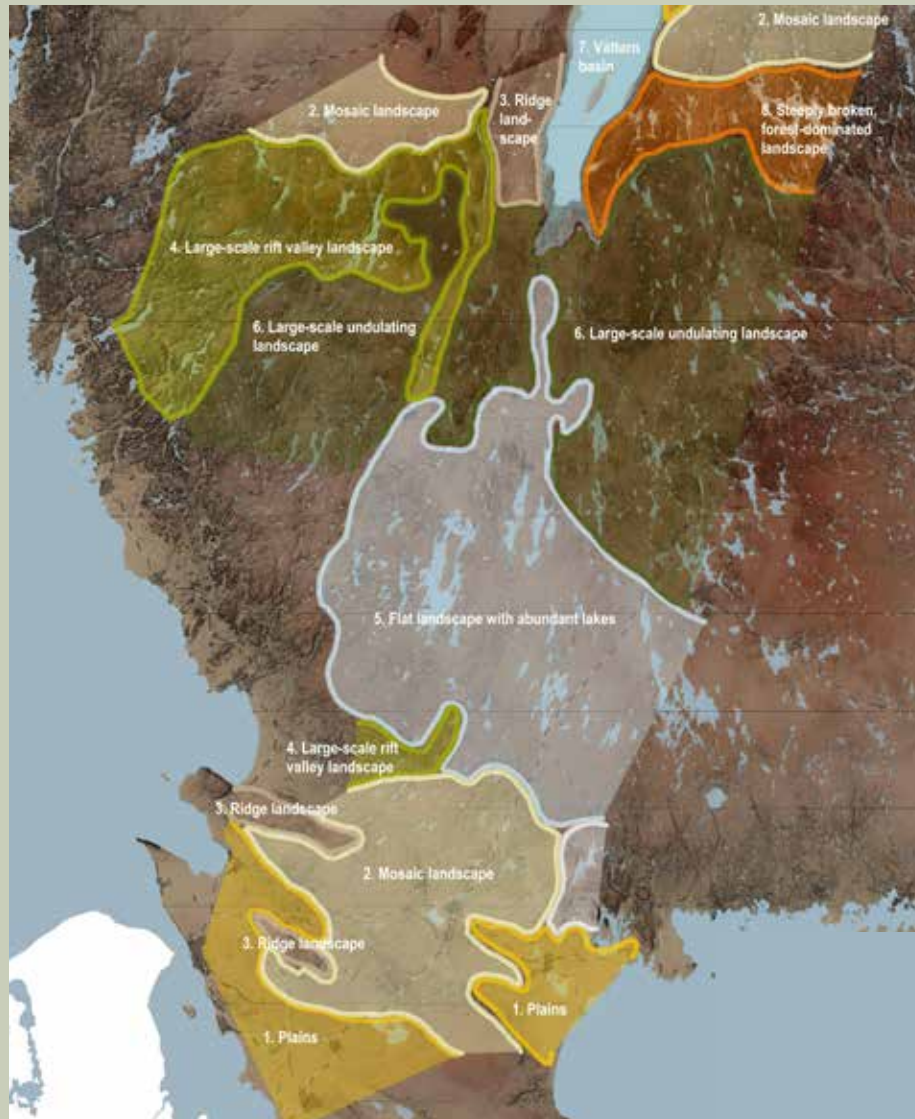 2. Mosaic landscape
7. Vättern
basin
2. Mosaic landscape
3. Ridge
land-
scape
8. Steeply broken
forest-dominated
landscape
4. Large-scale rift valley landscape
6. Large-scale undulating
landscape
6. Large-scale undulating landscape
5. Flat landscape with abundant lakes
4. Large-scale rift
valley landscape
3. Ridge landscape
2. Mosaic landscape
3. Ridge landscape
1. Plains
1. Plains